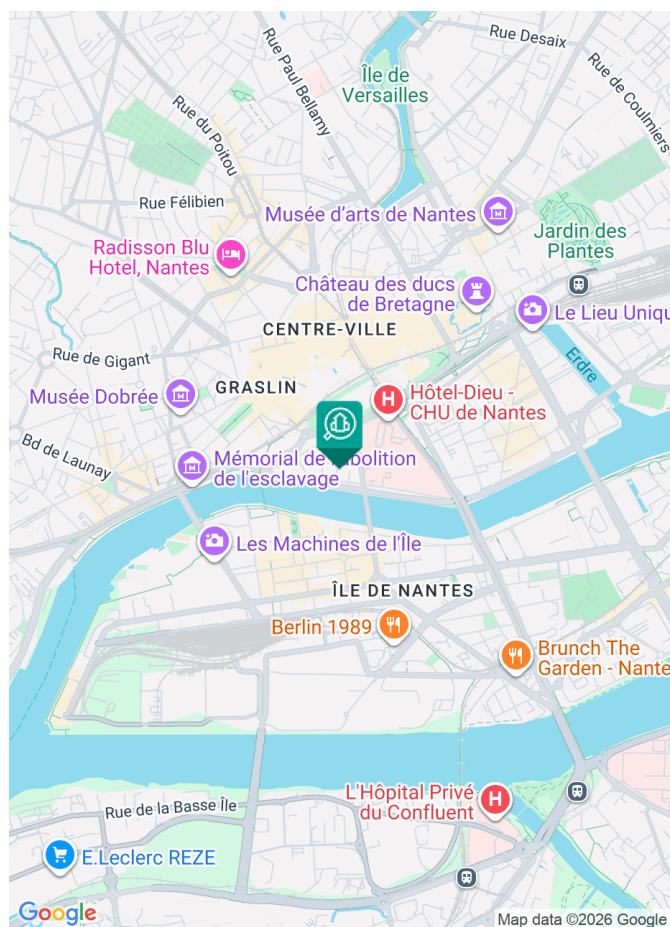 Rue Desaix
Rue Paul Bellamy
Île de
Versailles
Rue de Coulmiers
Rue du Poitou
Rue Félibien
Musée d'arts de Nantes
Jardin des
Plantes
Radisson Blu
Hotel, Nantes
Château des ducs
de Bretagne
Le Lieu Uniqu
CENTRE-VILLE
Erdre
Rue de Gigant
GRASLIN
Musée Dobrée
H
Hôtel-Dieu -
CHU de Nantes
Bd de Launay
Mémorial de l'abolition
de l'esclavage
Les Machines de l'Île
ÎLE DE NANTES
Berlin 1989
Brunch The
Garden - Nante
L'Hôpital Privé
du Confluent
H
Rue de la Basse Île
E.Leclerc REZE
Google
Map data ©2026 Google